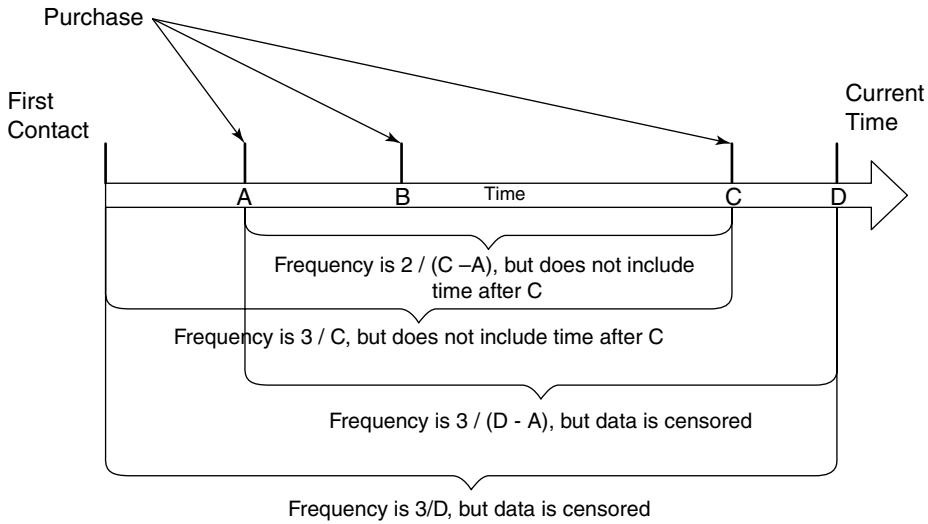 Purchase
First
Contact
Current
Time
A
B
Time
C
D
Frequency is 2 / (C –A), but does not include
time after C
Frequency is 3 / C, but does not include time after C
Frequency is 3 / (D - A), but data is censored
Frequency is 3/D, but data is censored